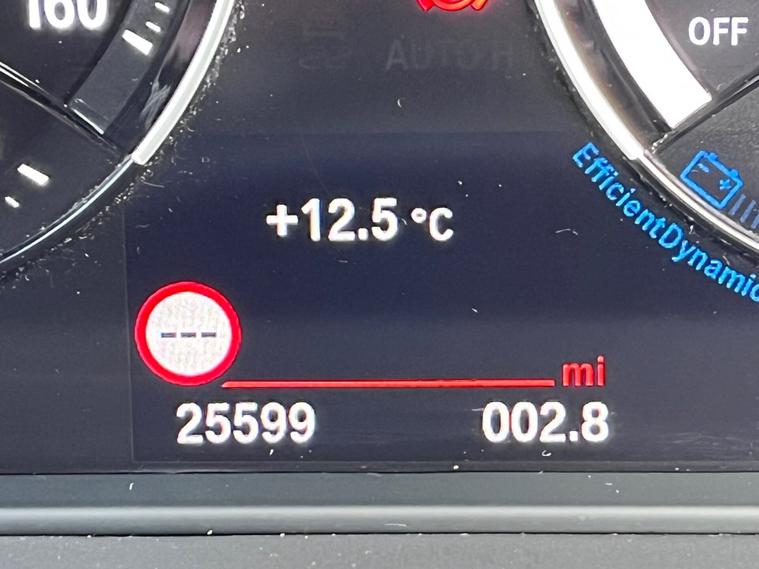 160
OFF
AUTO H
+12.5 °C
EfficientDynamic
---
mi
25599
002.8